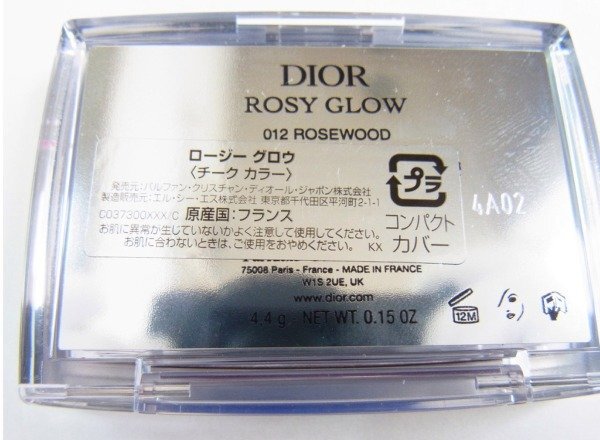 DIOR
ROSY GLOW
012 ROSEWOOD
ロージー グロウ
〈チーク カラー〉
発売元:パルファン・クリスチャン・ディオール・ジャポン株式会社
製造販売元:エル・シー・エス株式会社 東京都千代田区平河町2-1-1
C037300XXX/C 原産国:フランス
お肌に異常が生じていないかよく注意して使用してください。
お肌に合わないときは、ご使用をおやめください。 KX
プラ
コンパクト
カバー
4A02
75008 Paris - France - MADE IN FRANCE
W1S 2UE, UK
www.dior.com
4.4 g - NET WT. 0.15 OZ
12M